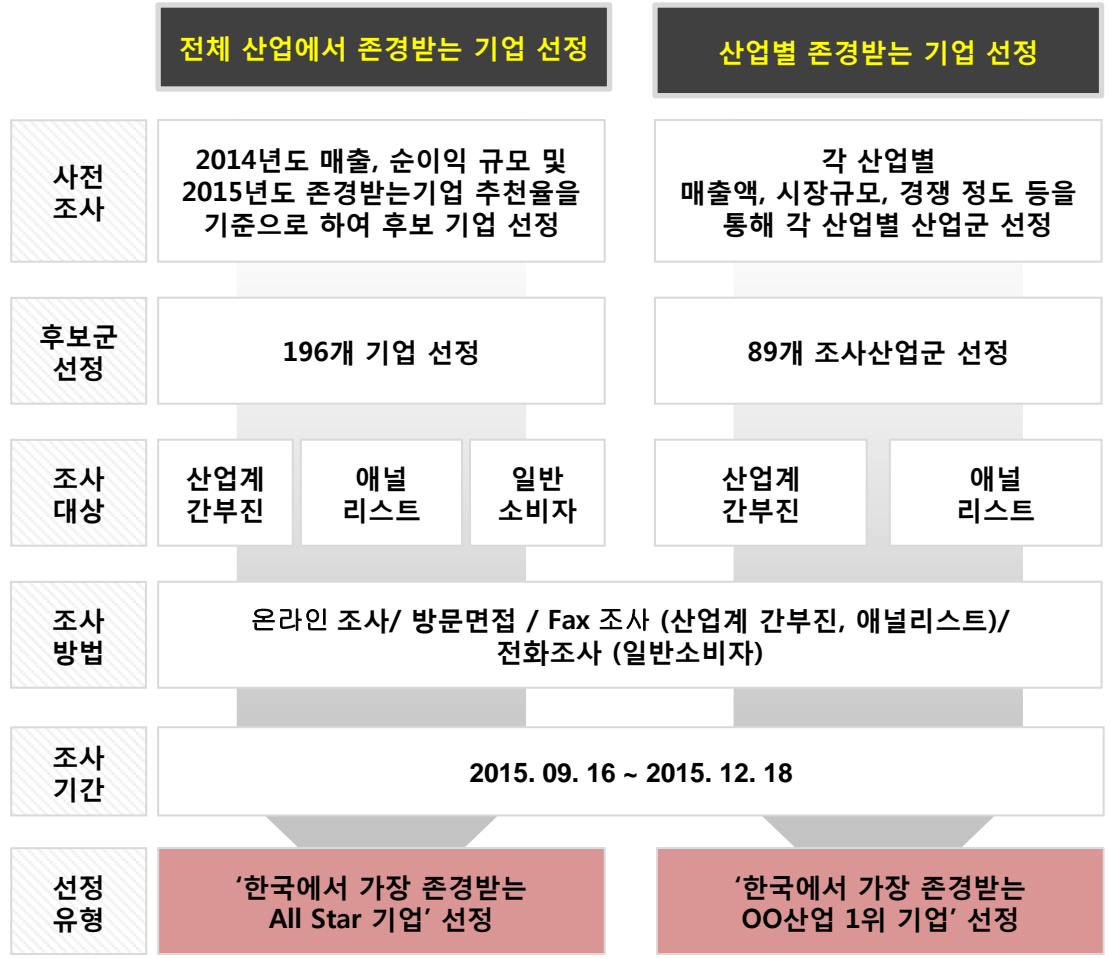 전체 산업에서 존경받는 기업 선정
산업별 존경받는 기업 선정
사전
조사
2014년도 매출, 순이익 규모 및
2015년도 존경받는기업 추천율을
기준으로 하여 후보 기업 선정
각 산업별
매출액, 시장규모, 경쟁 정도 등을
통해 각 산업별 산업군 선정
후보군
선정
196개 기업 선정
89개 조사산업군 선정
조사
대상
산업계
간부진
애널
리스트
일반
소비자
산업계
간부진
애널
리스트
조사
방법
온라인 조사/ 방문면접 / Fax 조사 (산업계 간부진, 애널리스트)/
전화조사 (일반소비자)
조사
기간
2015. 09. 16 ~ 2015. 12. 18
선정
유형
‘한국에서 가장 존경받는
All Star 기업’ 선정
‘한국에서 가장 존경받는
OO산업 1위 기업’ 선정